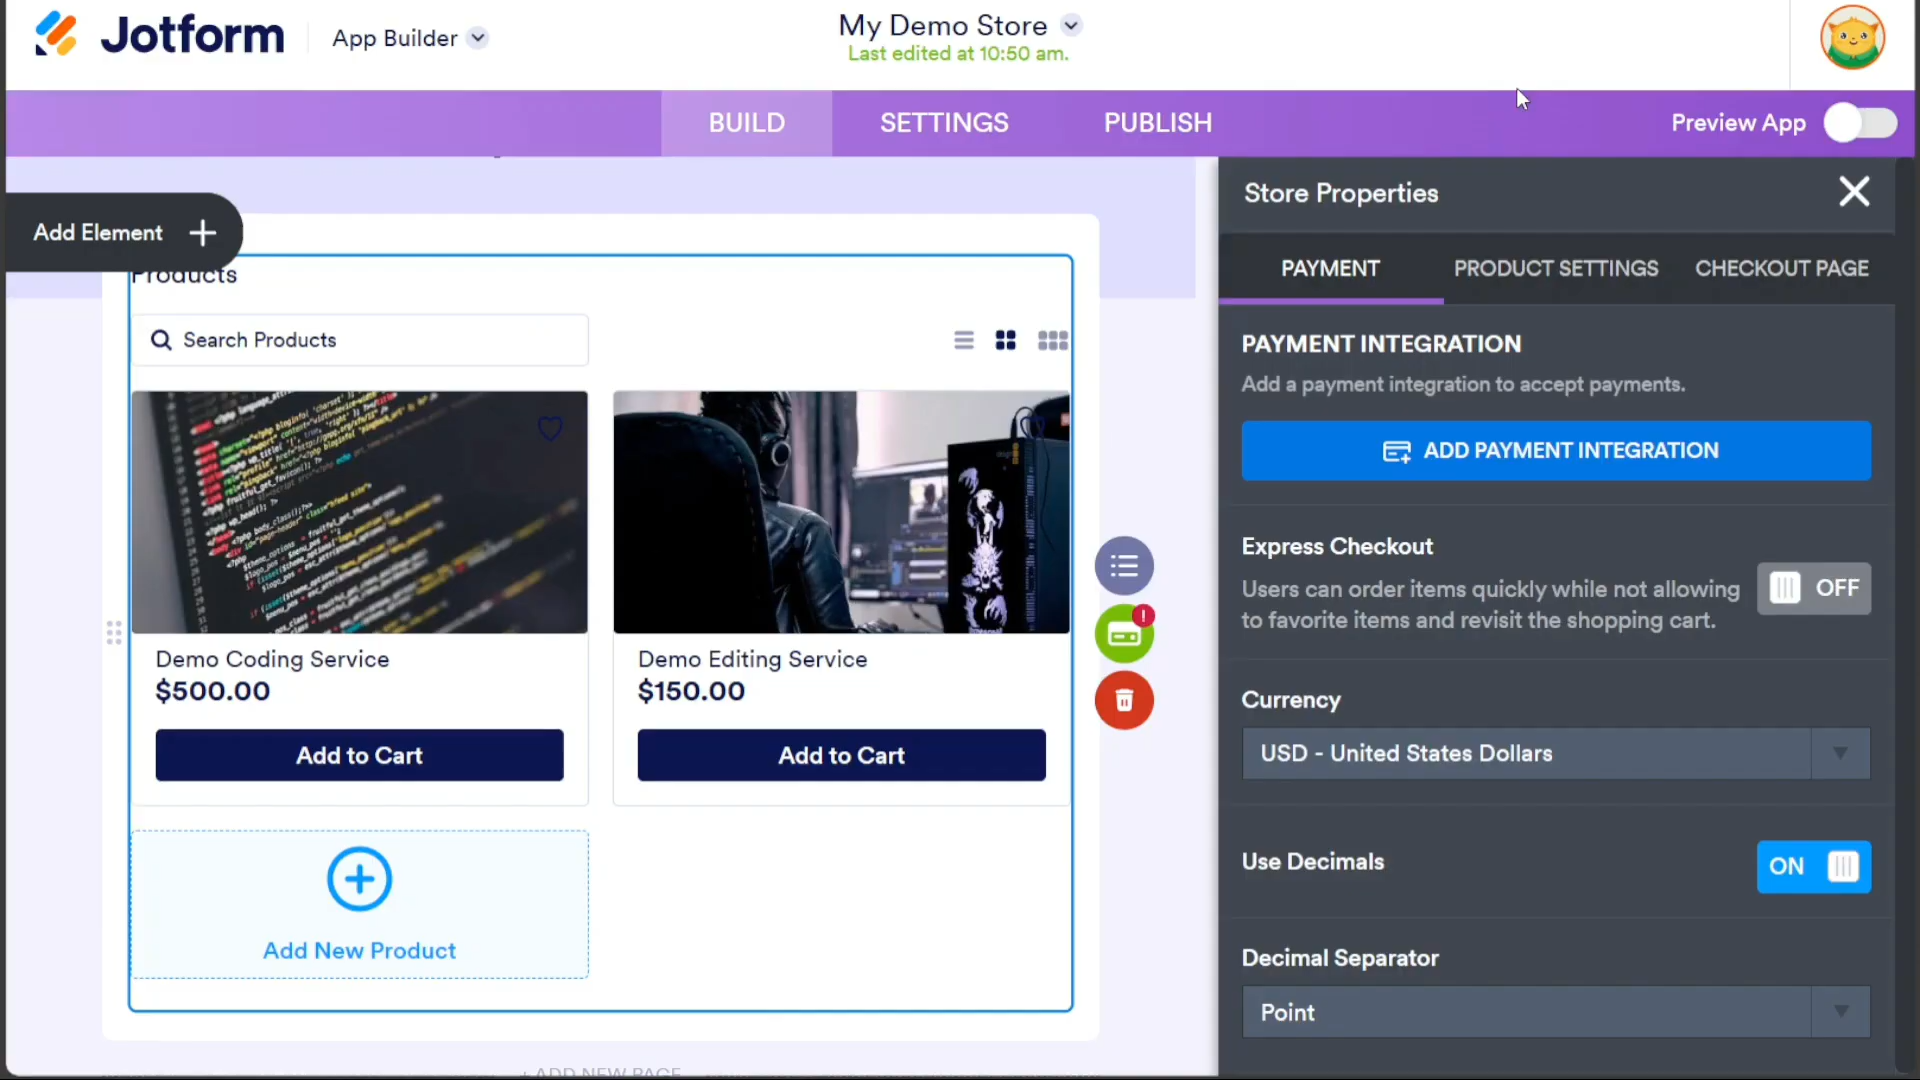 Jotform
App Builder
My Demo Store
Last edited at 10:50 am.
BUILD
SETTINGS
PUBLISH
Preview App
Add Element
Products
Search Products
Demo Coding Service
$500.00
Add to Cart
Demo Editing Service
$150.00
Add to Cart
Add New Product
+ ADD NEW PAGE
Store Properties
PAYMENT
PRODUCT SETTINGS
CHECKOUT PAGE
PAYMENT INTEGRATION
Add a payment integration to accept payments.
ADD PAYMENT INTEGRATION
Express Checkout
Users can order items quickly while not allowing
to favorite items and revisit the shopping cart.
OFF
Currency
USD - United States Dollars
Use Decimals
ON
Decimal Separator
Point